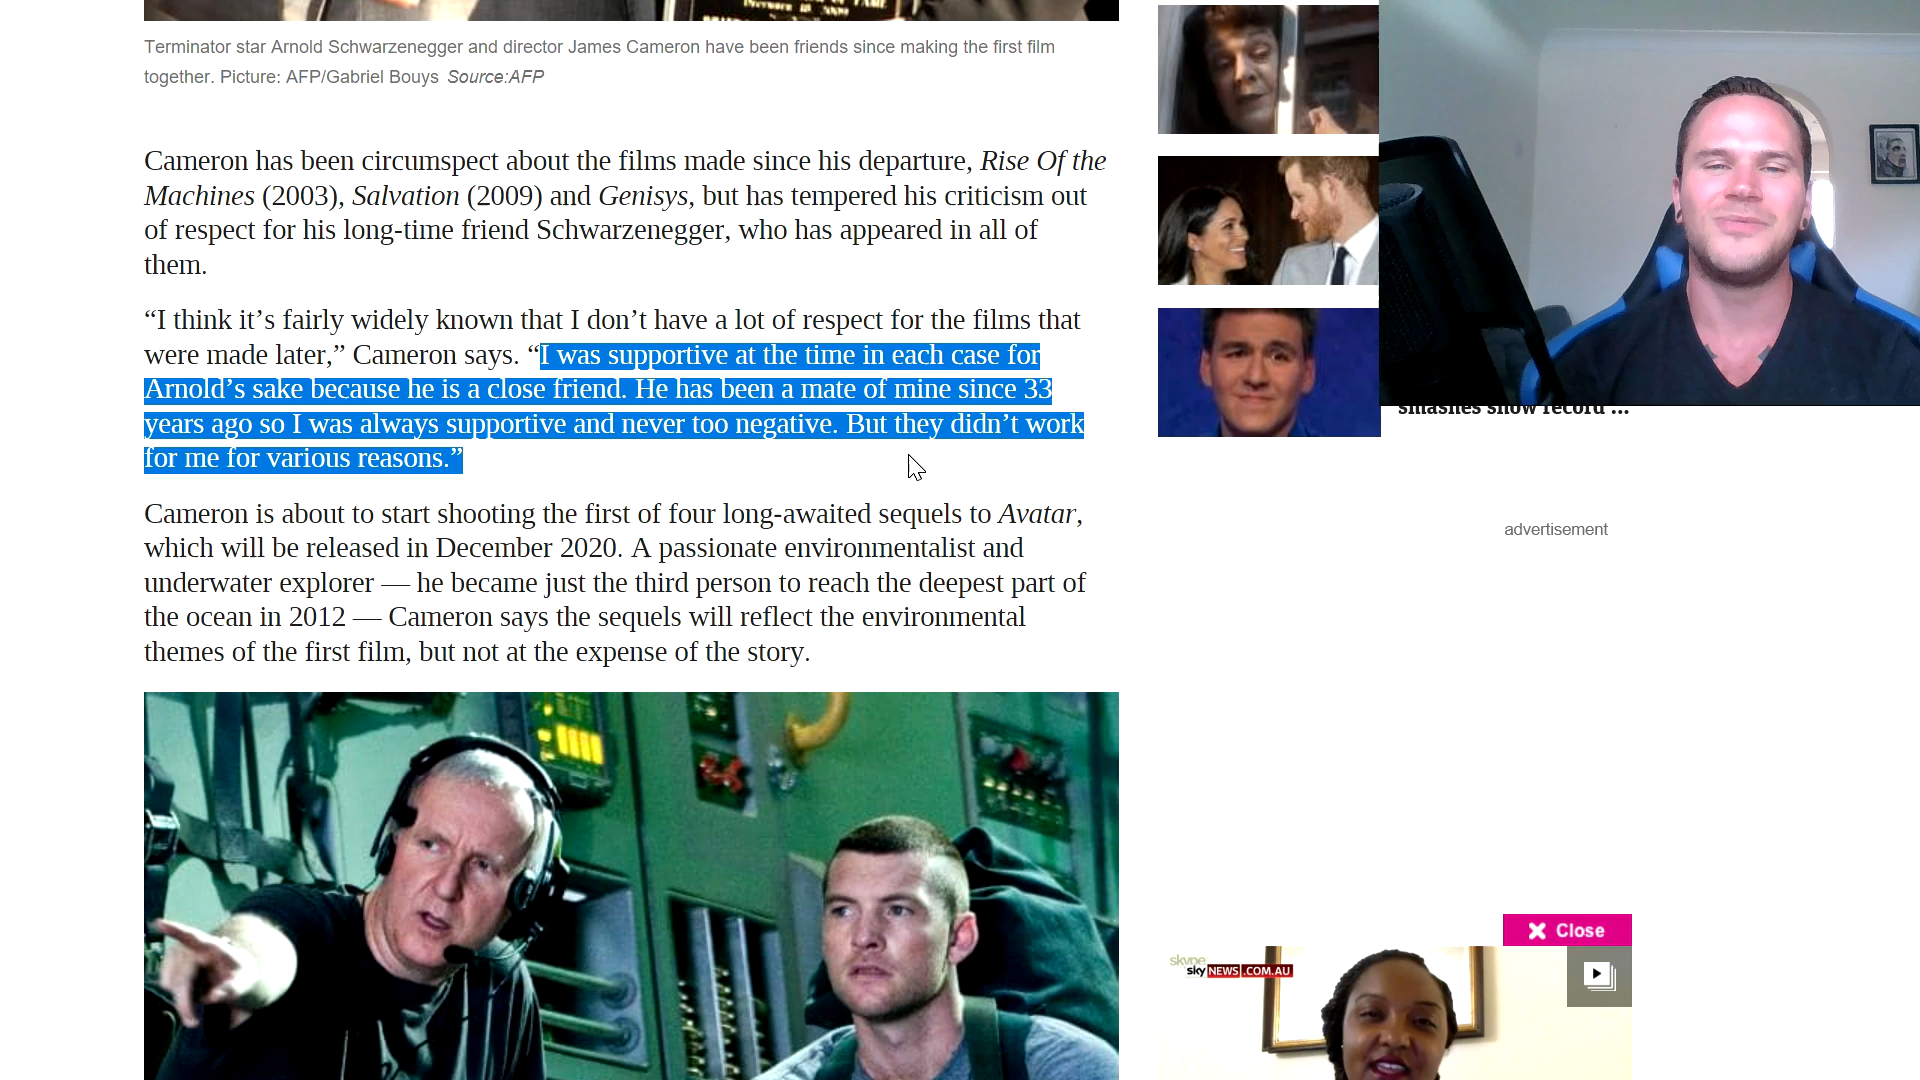 Terminator star Arnold Schwarzenegger and director James Cameron have been friends since making the first film
together. Picture: AFP/Gabriel Bouys Source:AFP
Cameron has been circumspect about the films made since his departure, Rise Of the
Machines (2003), Salvation (2009) and Genisys, but has tempered his criticism out
of respect for his long-time friend Schwarzenegger, who has appeared in all of
them.
“I think it’s fairly widely known that I don’t have a lot of respect for the films that
were made later,” Cameron says. “I was supportive at the time in each case for
Arnold’s sake because he is a close friend. He has been a mate of mine since 33
years ago so I was always supportive and never too negative. But they didn’t work
for me for various reasons.”
Cameron is about to start shooting the first of four long-awaited sequels to Avatar,
which will be released in December 2020. A passionate environmentalist and
underwater explorer — he became just the third person to reach the deepest part of
the ocean in 2012 — Cameron says the sequels will reflect the environmental
themes of the first film, but not at the expense of the story.
smashes show record ...
advertisement
Close
skype
sky NEWS.COM.AU